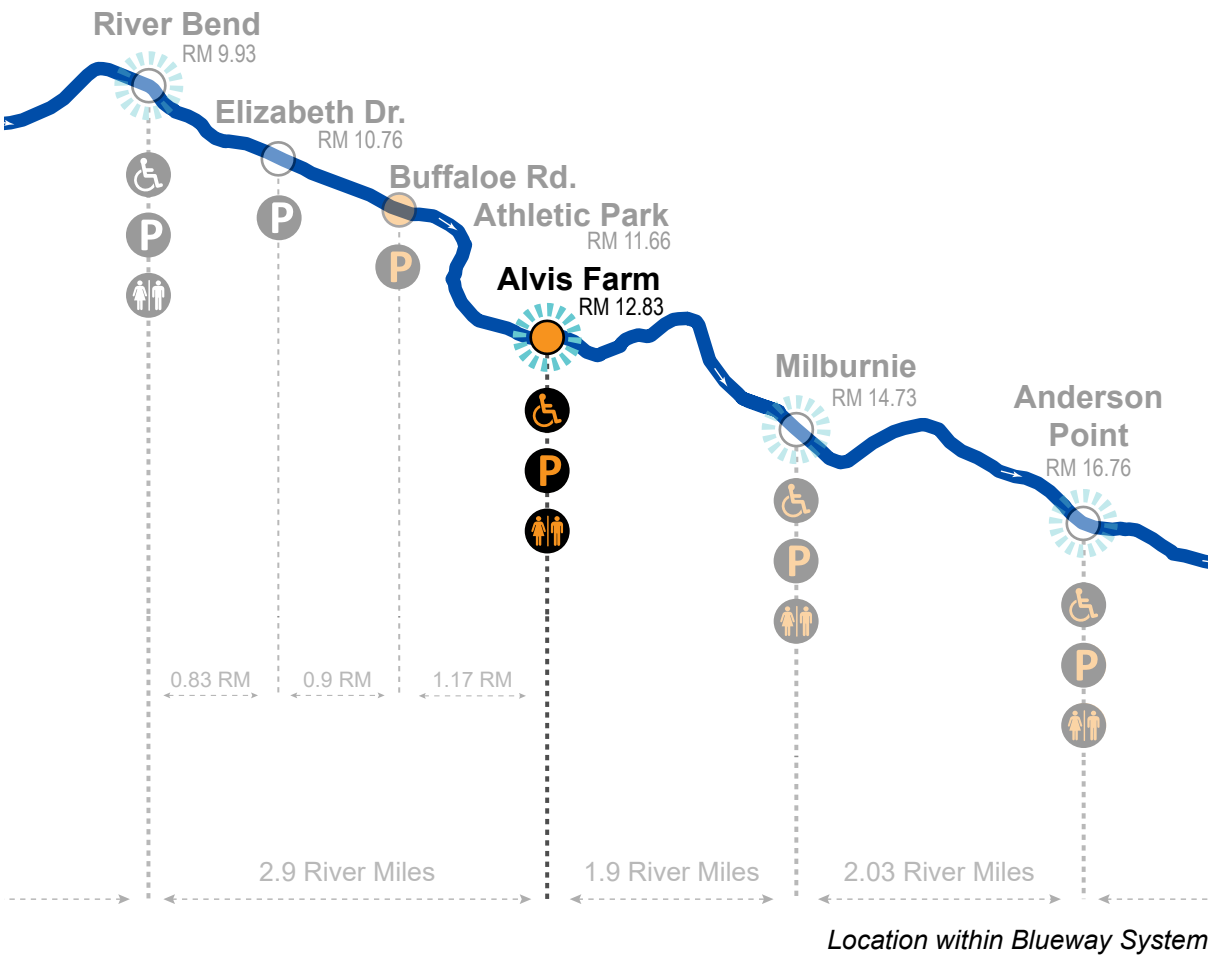 River Bend
RM 9.93
Elizabeth Dr.
RM 10.76
Buffaloe Rd.
Athletic Park
RM 11.66
Alvis Farm
RM 12.83
Milburnie
RM 14.73
Anderson
Point
RM 16.76
P
P
P
P
P
P
0.83 RM
0.9 RM
1.17 RM
2.9 River Miles
1.9 River Miles
2.03 River Miles
Location within Blueway System